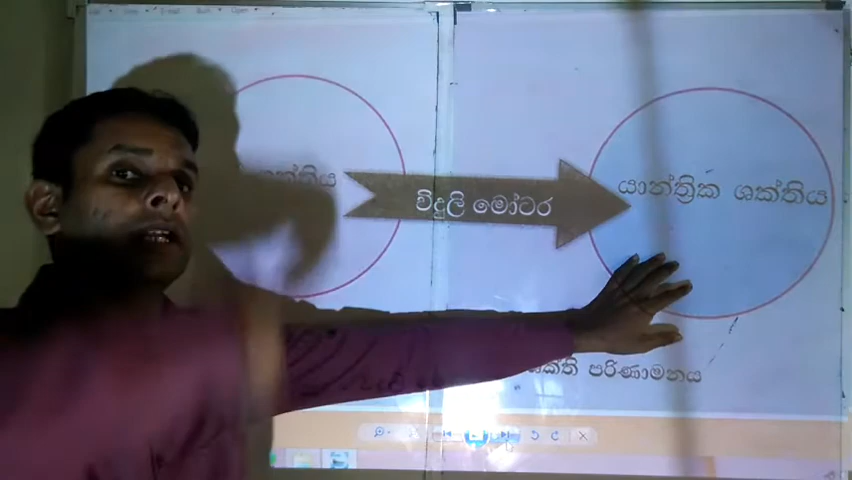 විදුලි මෝටර
යාන්ත්‍රික ශක්තිය
ශක්ති පරිණාමනය